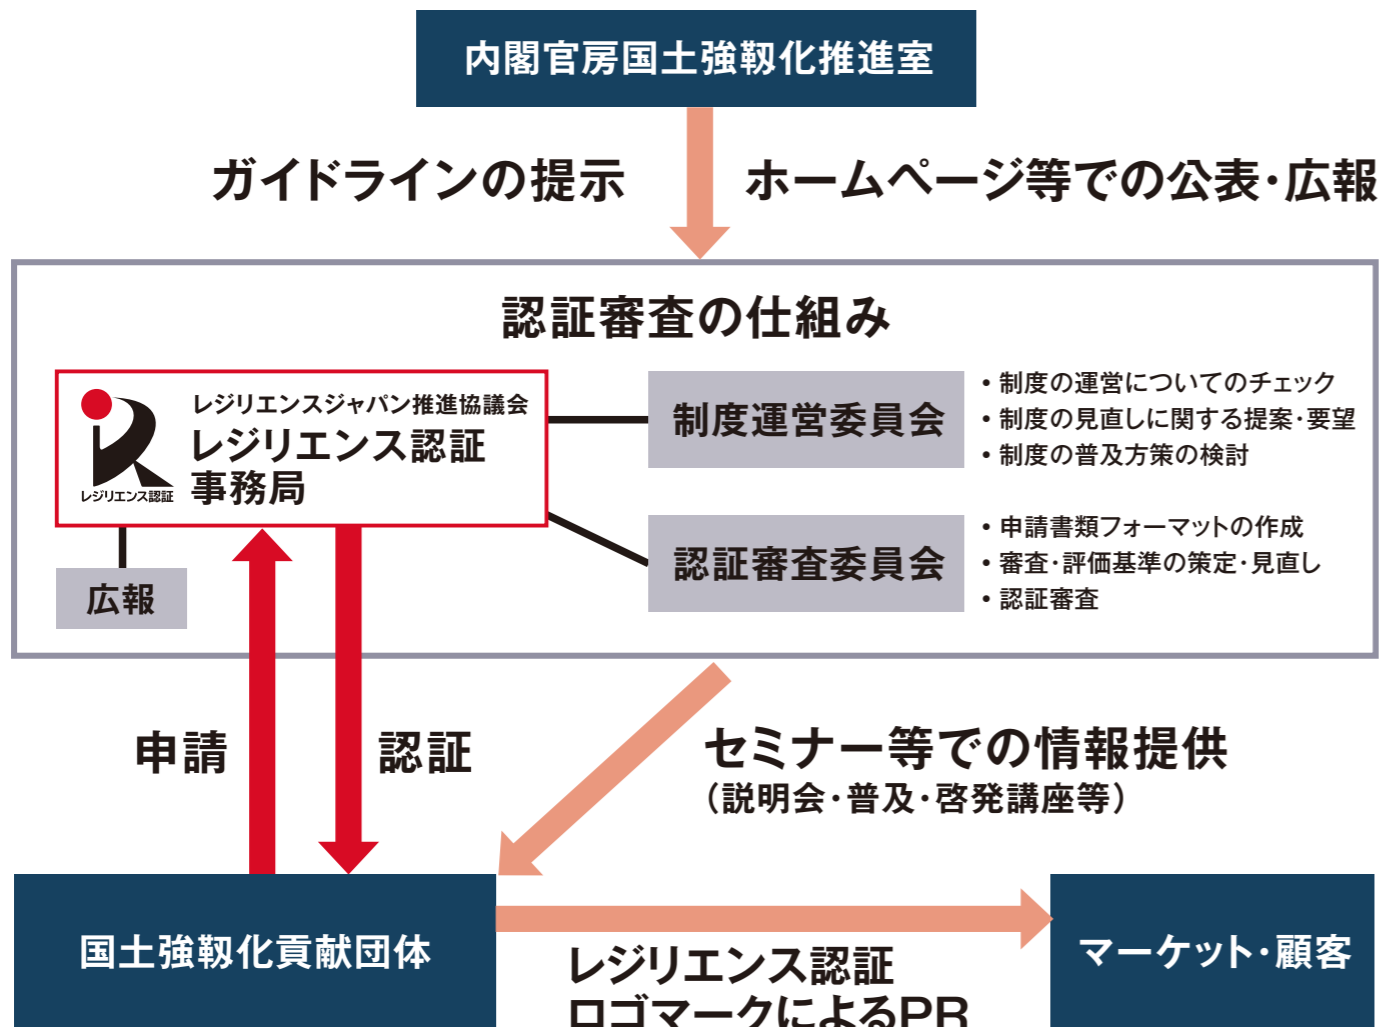 内閣官房国土強靱化推進室
ガイドラインの提示
ホームページ等での公表・広報
認証審査の仕組み
レジリエンスジャパン推進協議会
レジリエンス認証
事務局
レジリエンス認証
広報
制度運営委員会
• 制度の運営についてのチェック
• 制度の見直しに関する提案・要望
• 制度の普及方策の検討
認証審査委員会
• 申請書類フォーマットの作成
• 審査・評価基準の策定・見直し
• 認証審査
申請
認証
セミナー等での情報提供
（説明会・普及・啓発講座等）
国土強靱化貢献団体
レジリエンス認証
ロゴマークによるPR
マーケット・顧客